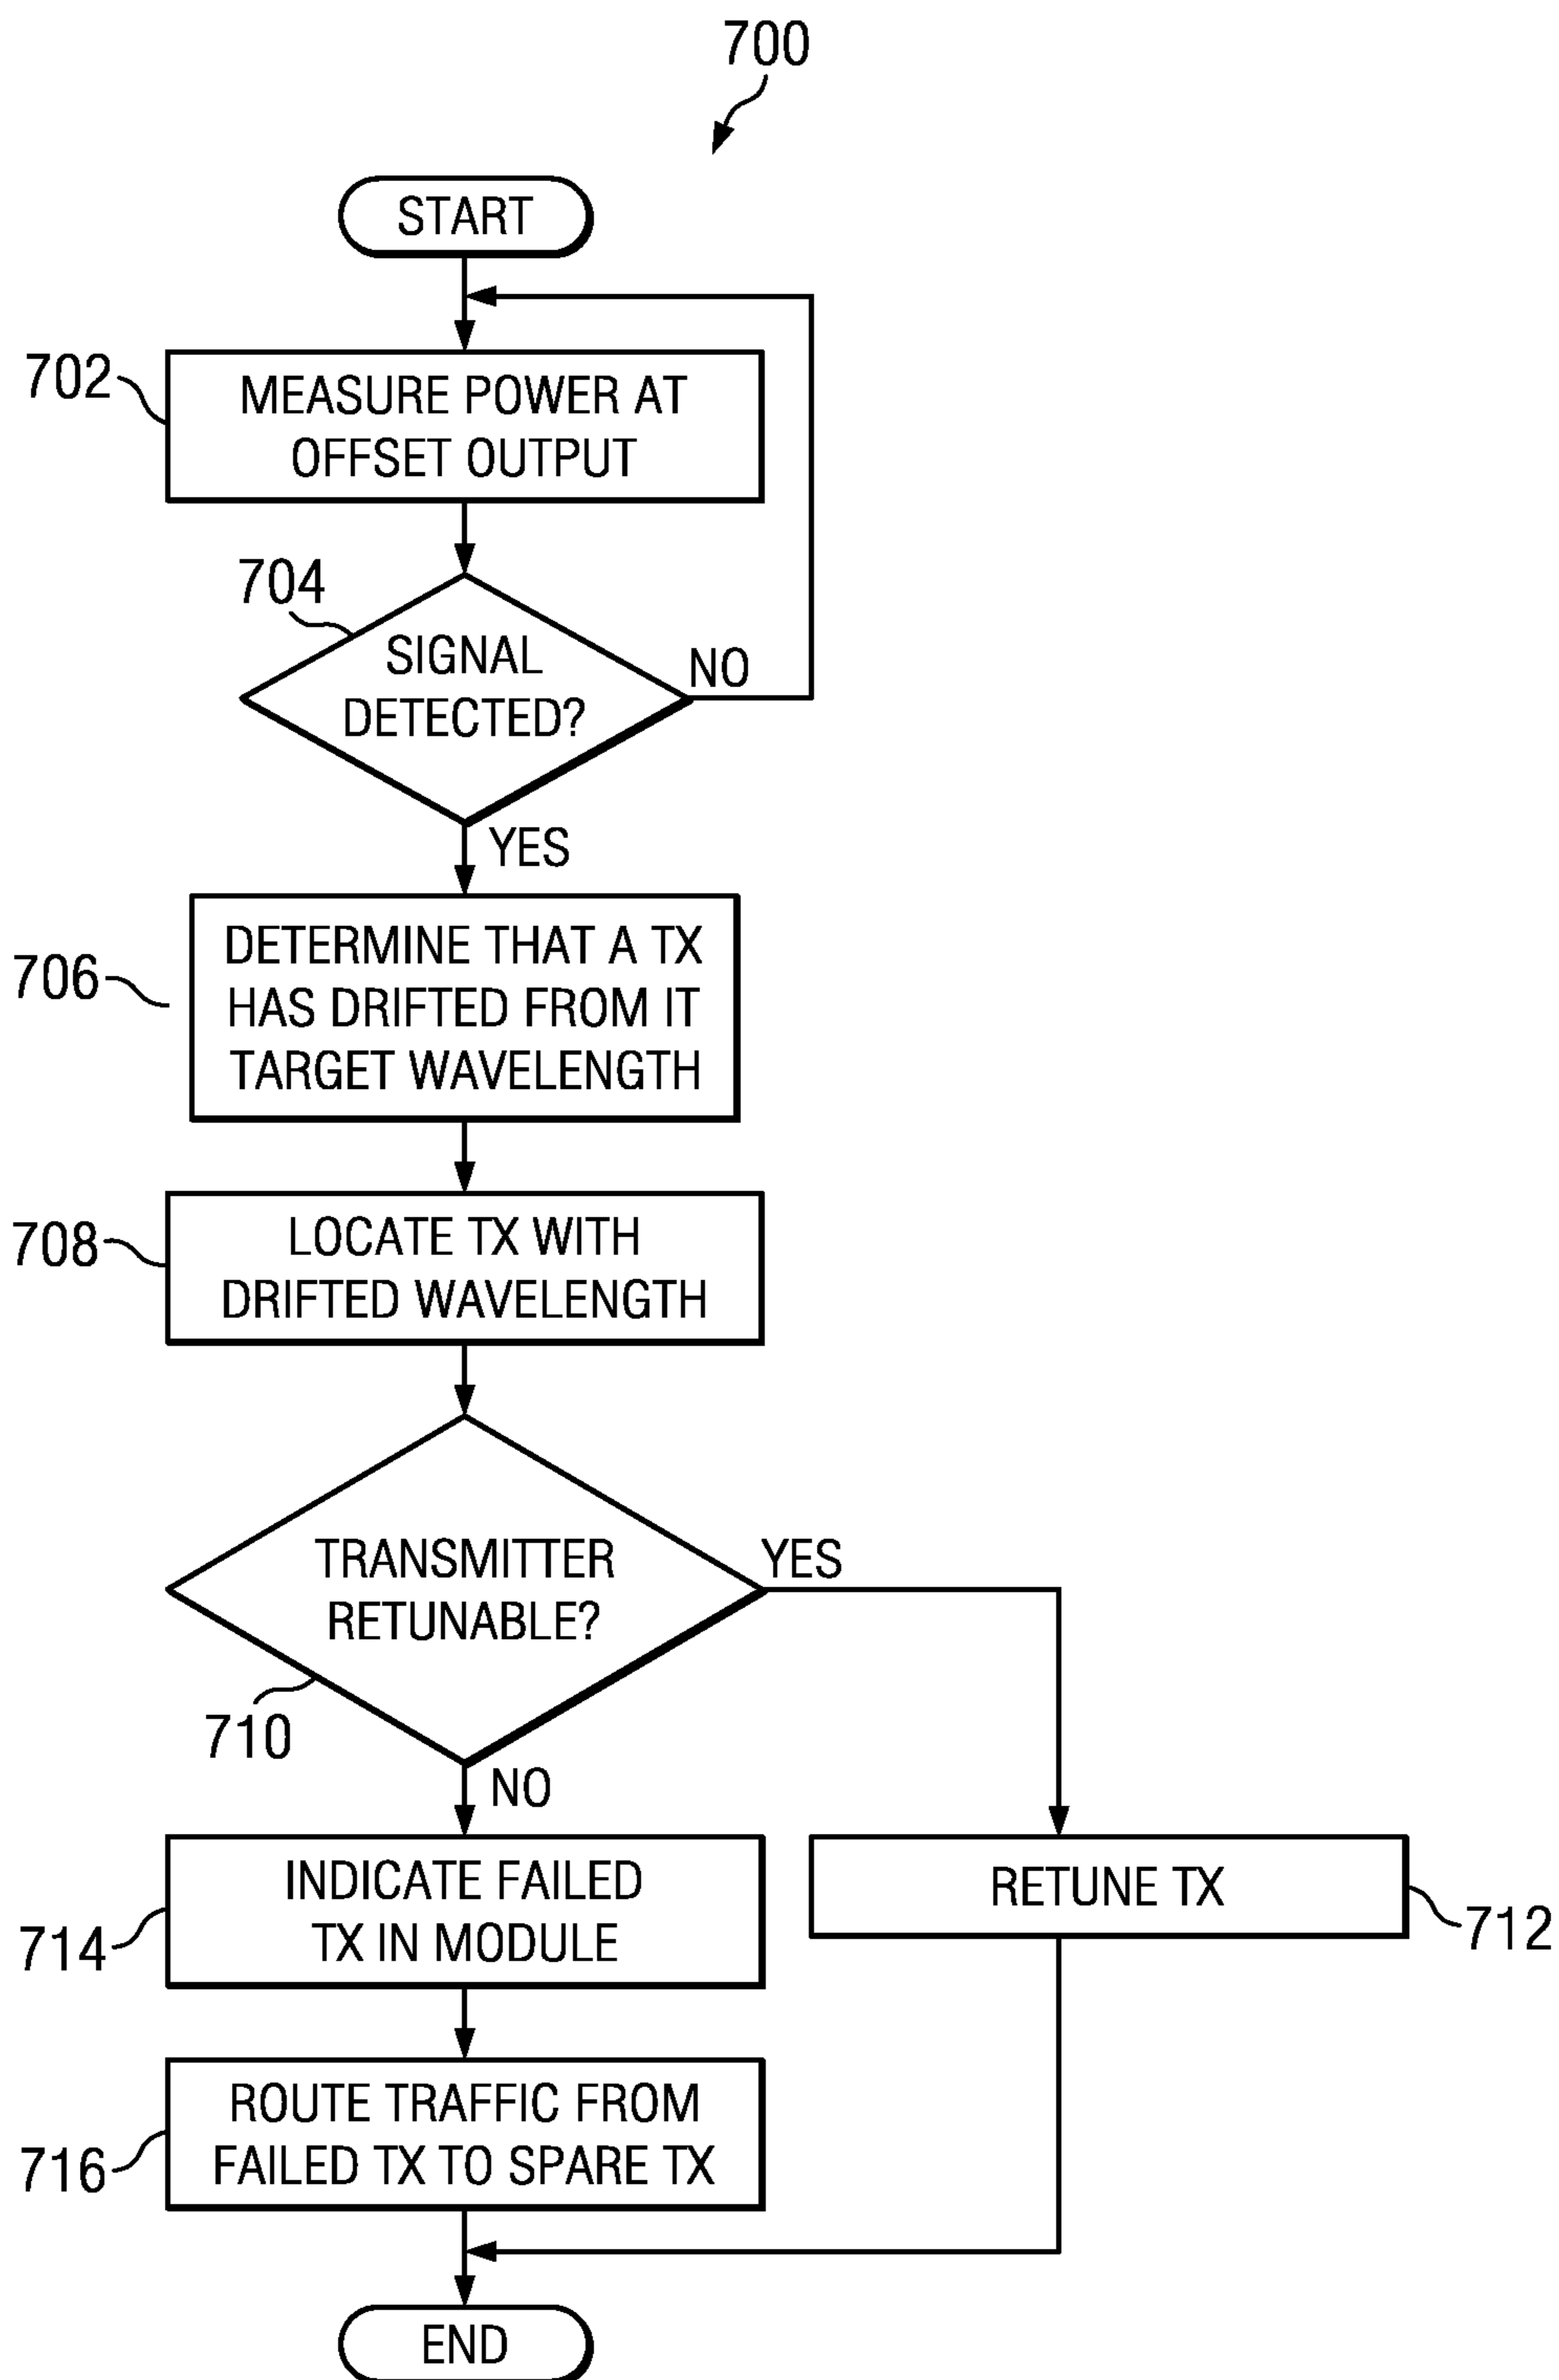 700
START
702
MEASURE POWER AT
OFFSET OUTPUT
704
SIGNAL
DETECTED?
NO
YES
706
DETERMINE THAT A TX
HAS DRIFTED FROM IT
TARGET WAVELENGTH
708
LOCATE TX WITH
DRIFTED WAVELENGTH
TRANSMITTER
RETUNABLE?
YES
710
NO
714
INDICATE FAILED
TX IN MODULE
RETUNE TX
712
716
ROUTE TRAFFIC FROM
FAILED TX TO SPARE TX
END